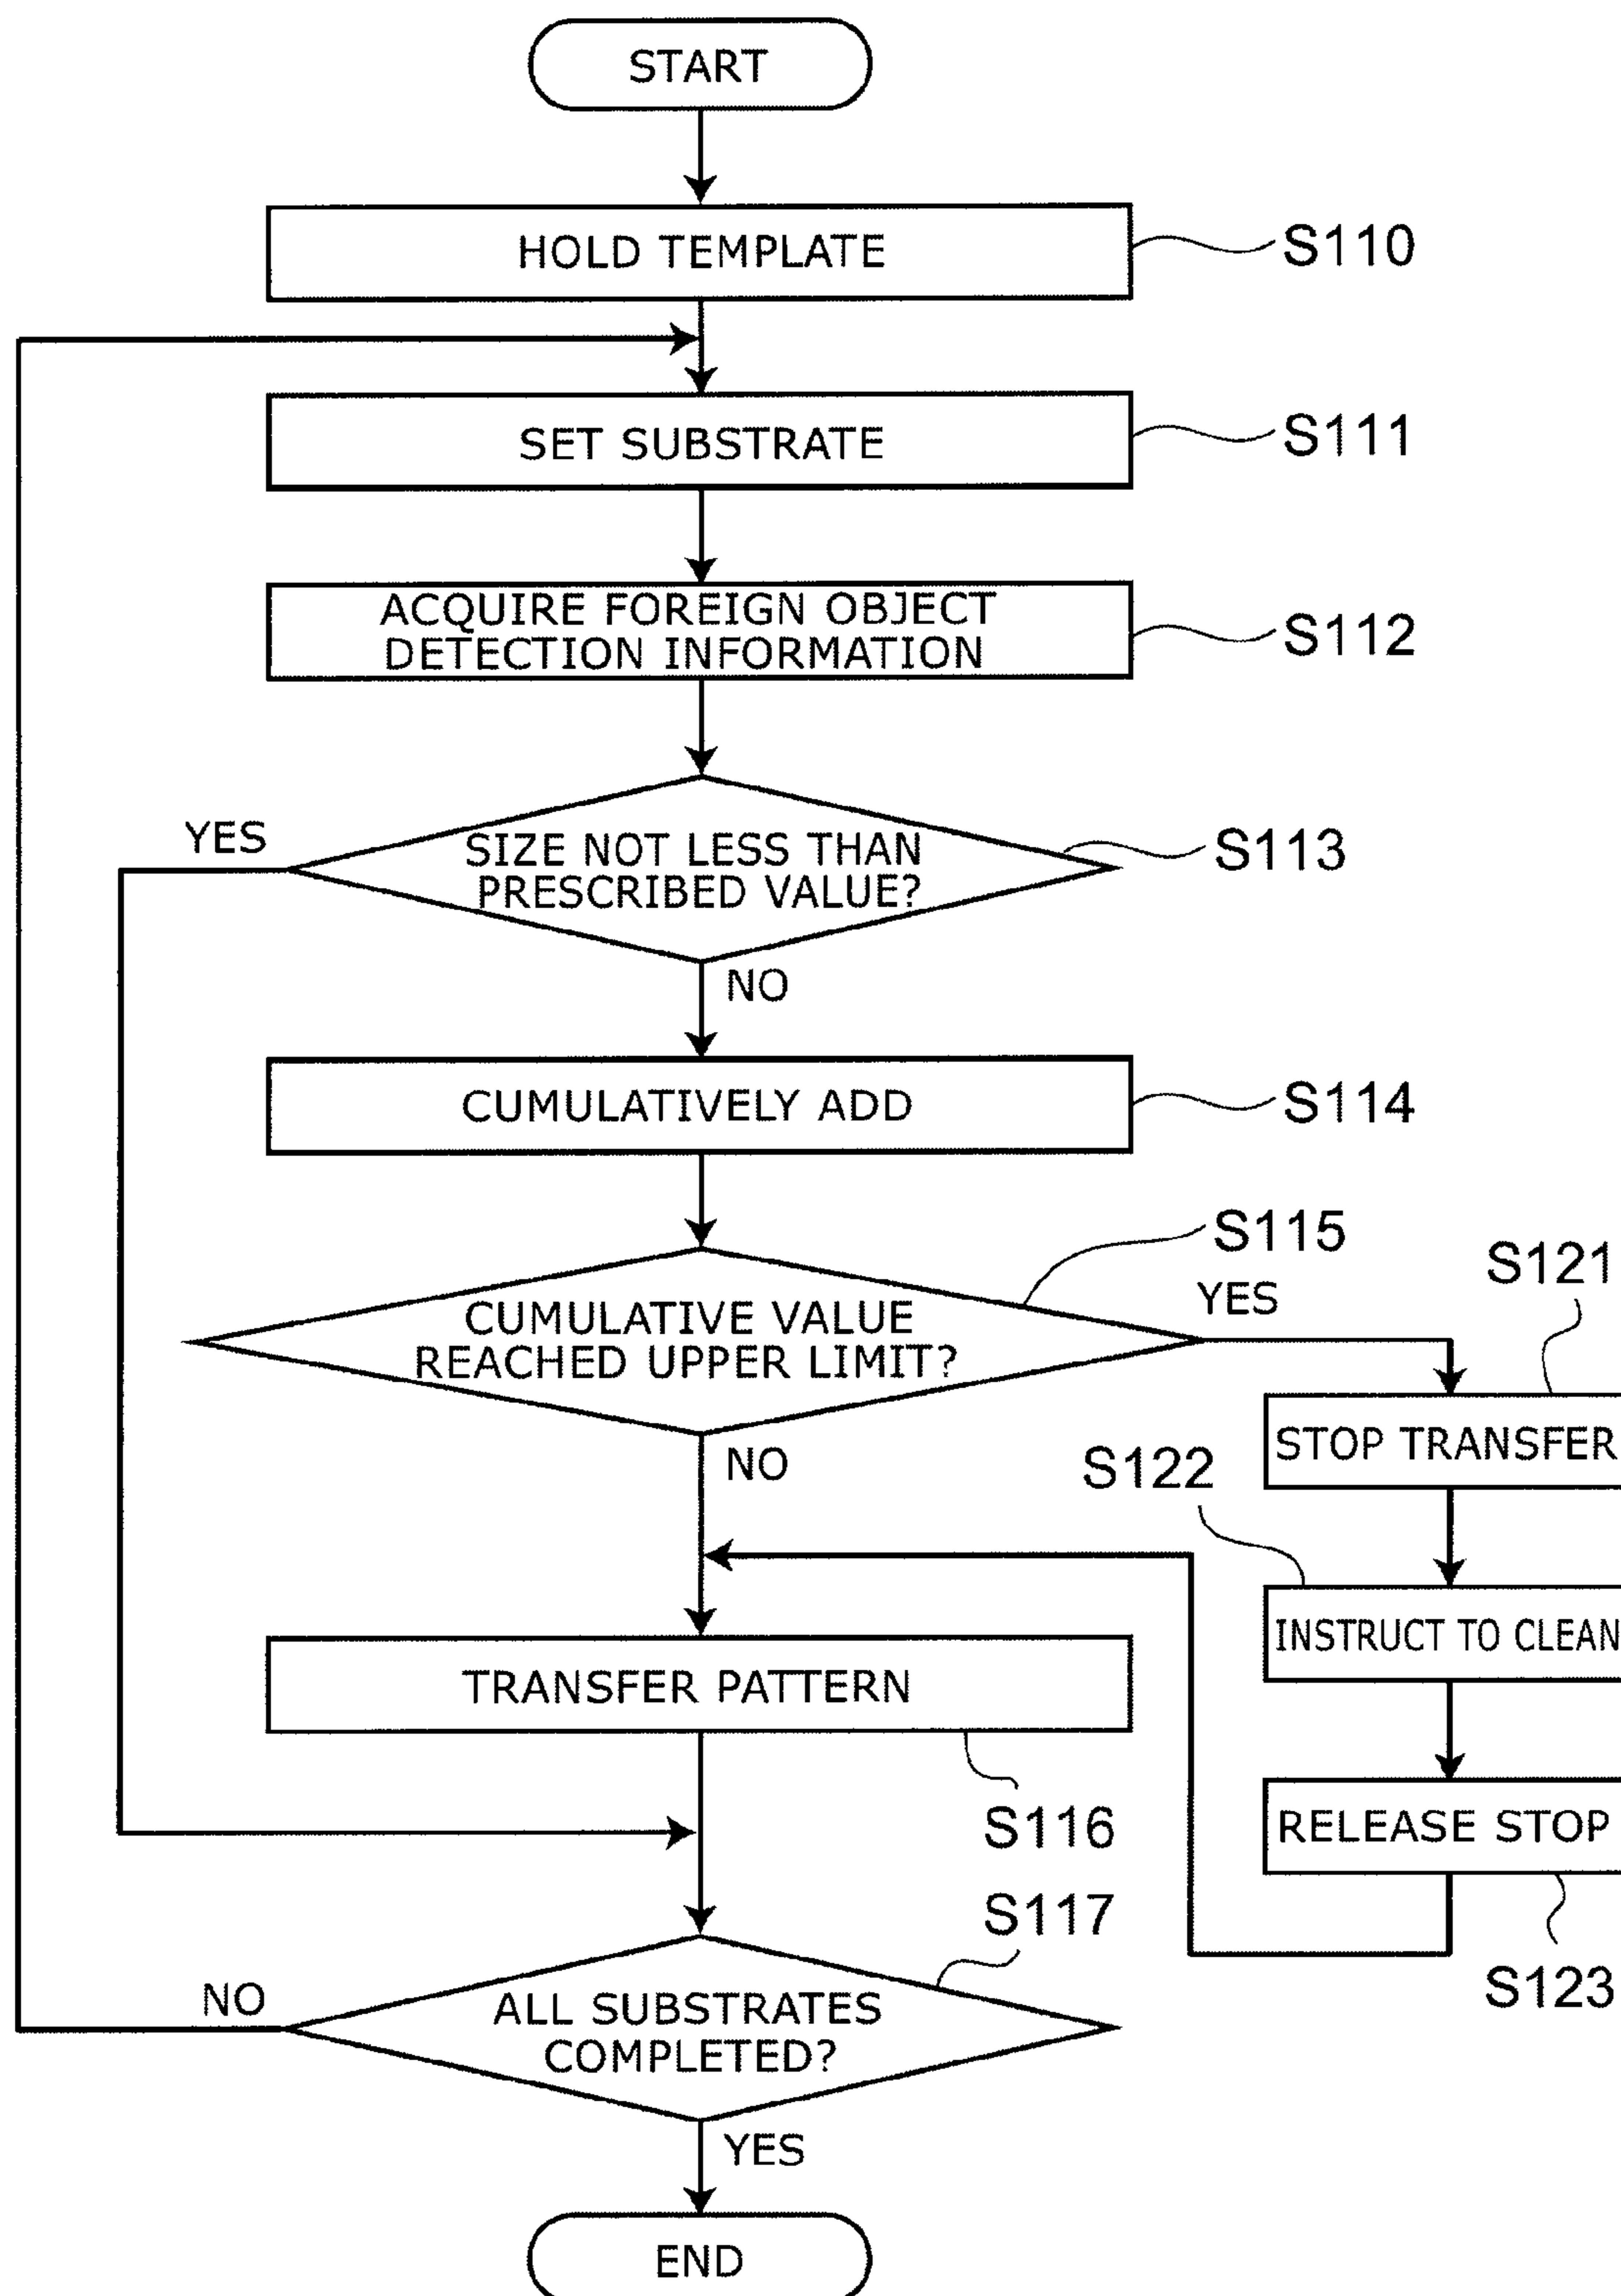 START
HOLD TEMPLATE
S110
SET SUBSTRATE
S111
ACQUIRE FOREIGN OBJECT
DETECTION INFORMATION
S112
YES
SIZE NOT LESS THAN
PRESCRIBED VALUE?
S113
NO
CUMULATIVELY ADD
S114
S115
CUMULATIVE VALUE
REACHED UPPER LIMIT?
YES
S121
NO
STOP TRANSFER
S122
INSTRUCT TO CLEAN
TRANSFER PATTERN
S116
RELEASE STOP
S123
S117
NO
ALL SUBSTRATES
COMPLETED?
YES
END